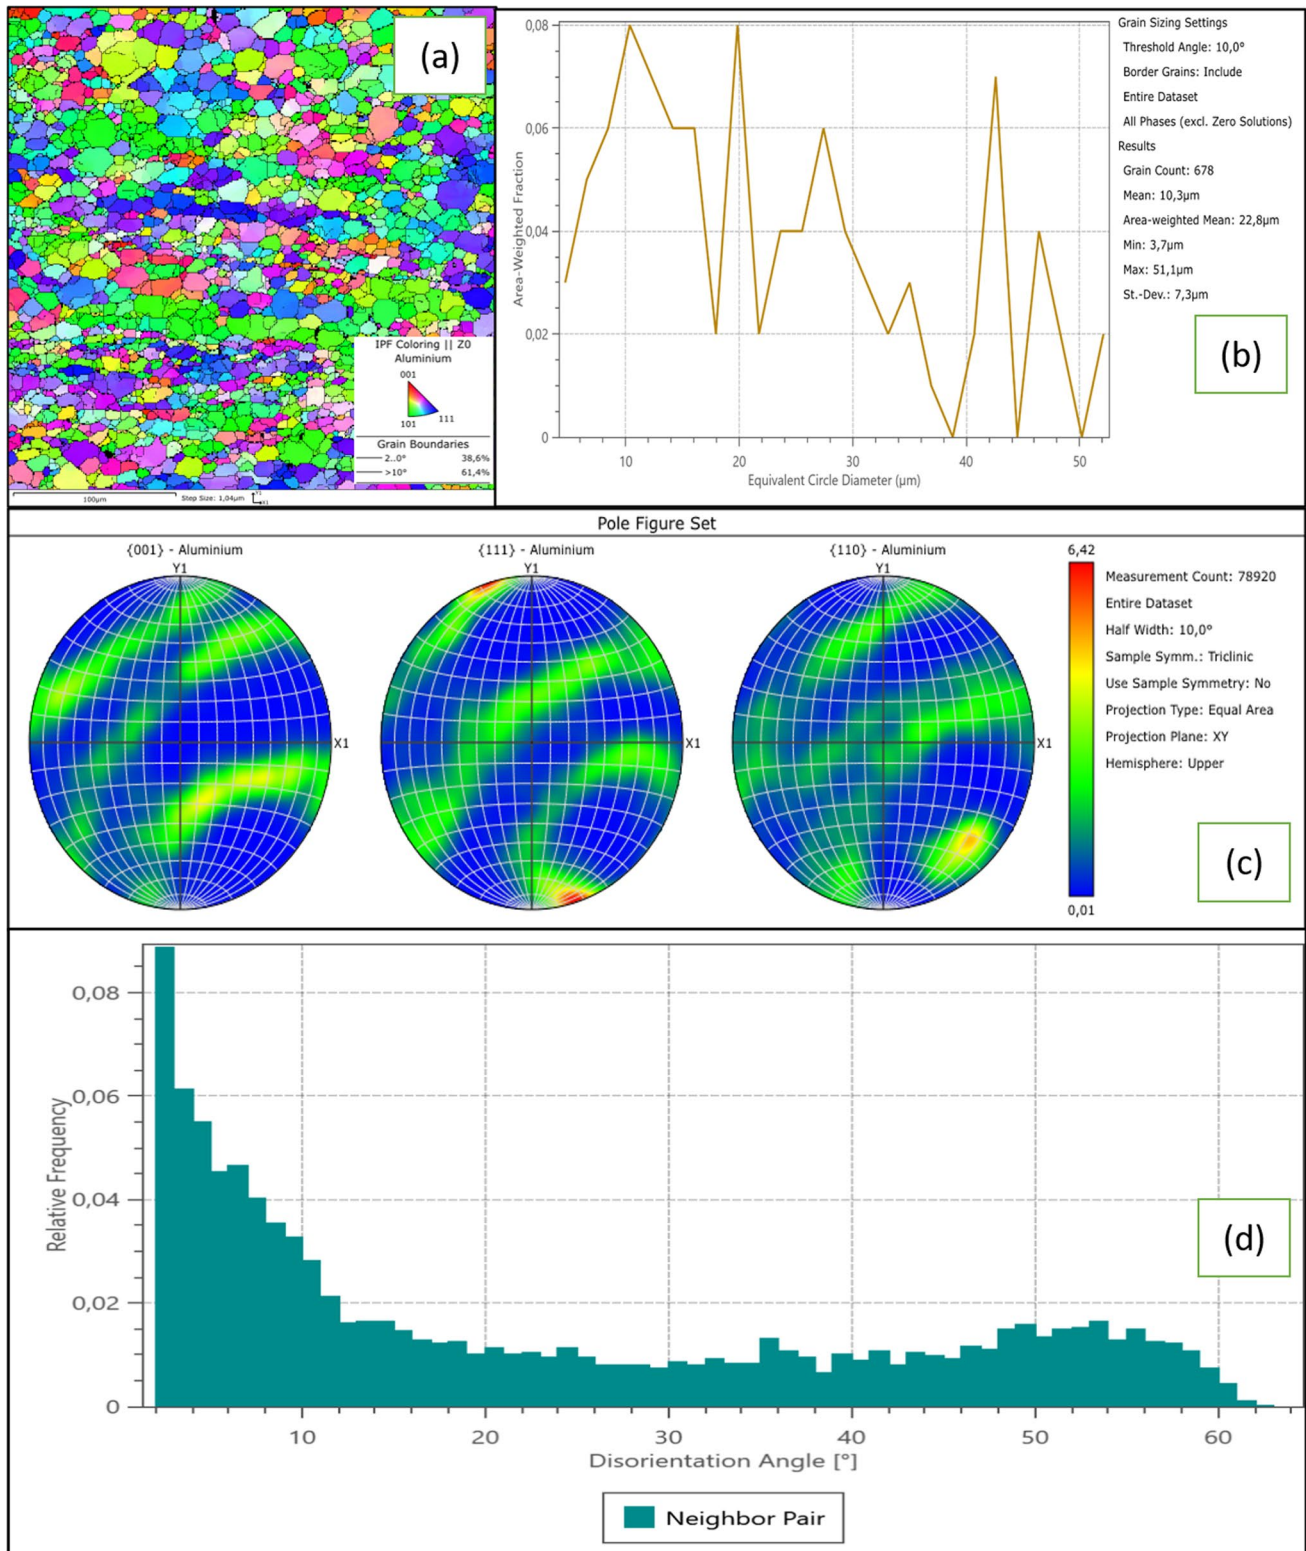 (a)
IPF Coloring || Z0
Aluminium
001
101
111
Grain Boundaries
2..0° 38,6%
>10° 61,4%
100µm
Step Size: 1,04µm
Y1
X1
0,08
0,06
0,04
0,02
0
Area-Weighted Fraction
10 20 30 40 50
Equivalent Circle Diameter (µm)
Grain Sizing Settings
Threshold Angle: 10,0°
Border Grains: Include
Entire Dataset
All Phases (excl. Zero Solutions)
Results
Grain Count: 678
Mean: 10,3µm
Area-weighted Mean: 22,8µm
Min: 3,7µm
Max: 51,1µm
St.-Dev.: 7,3µm
(b)
Pole Figure Set
{001} - Aluminium
Y1
X1
{111} - Aluminium
Y1
X1
{110} - Aluminium
Y1
X1
6,42
0,01
Measurement Count: 78920
Entire Dataset
Half Width: 10,0°
Sample Symm.: Triclinic
Use Sample Symmetry: No
Projection Type: Equal Area
Projection Plane: XY
Hemisphere: Upper
(c)
0,08
0,06
0,04
0,02
0
Relative Frequency
10 20 30 40 50 60
Disorientation Angle [°]
(d)
Neighbor Pair